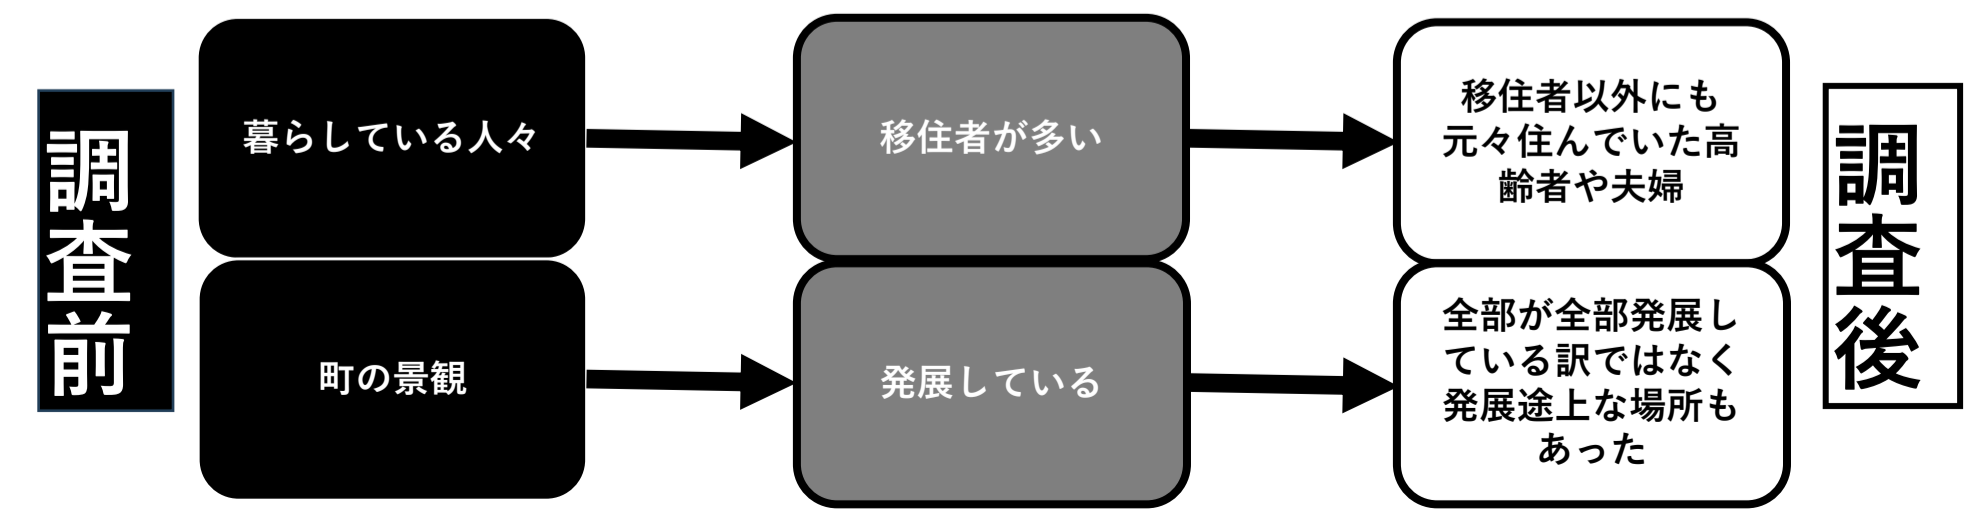 調査前
暮らしている人々
移住者が多い
移住者以外にも
元々住んでいた高
齢者や夫婦
町の景観
発展している
全部が全部発展し
ている訳ではなく
発展途上な場所も
あった
調査後